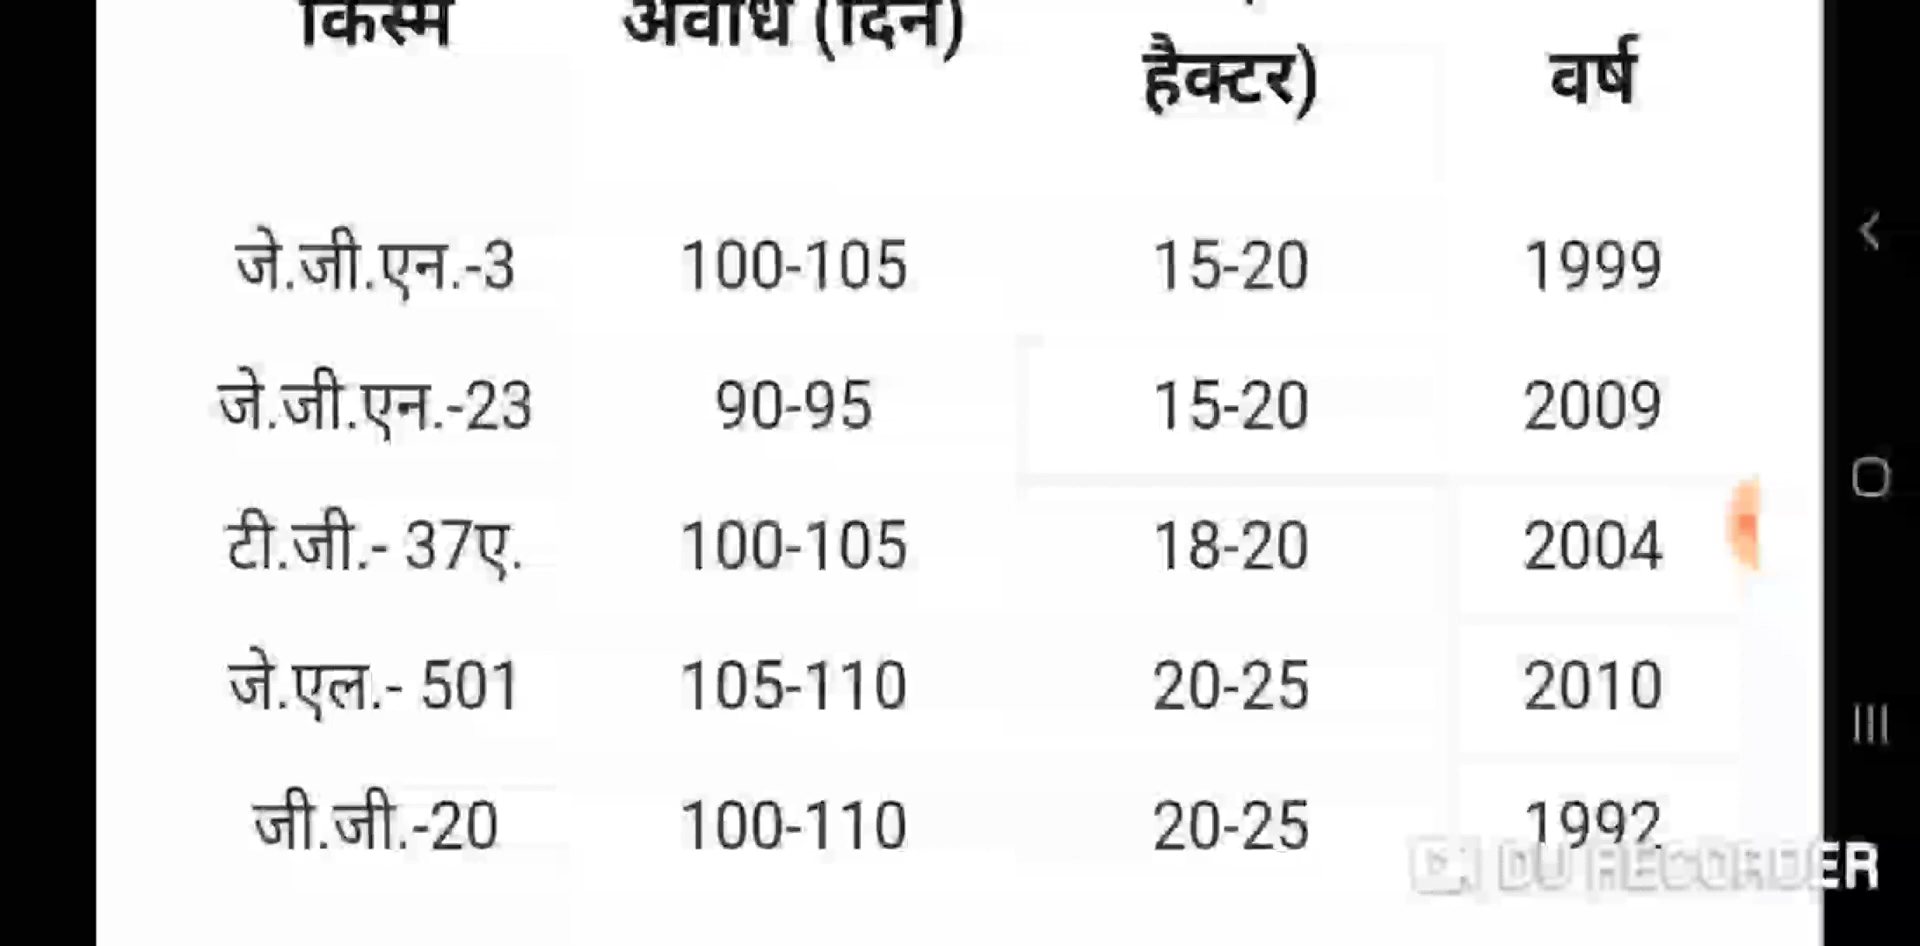 किस्म अवधि (दिन)
हैक्टर) वर्ष
जे.जी.एन.-3 100-105 15-20 1999
जे.जी.एन.-23 90-95 15-20 2009
टी.जी.- 37ए. 100-105 18-20 2004
जे.एल.- 501 105-110 20-25 2010
जी.जी.-20 100-110 20-25 1992
DU RECORDER